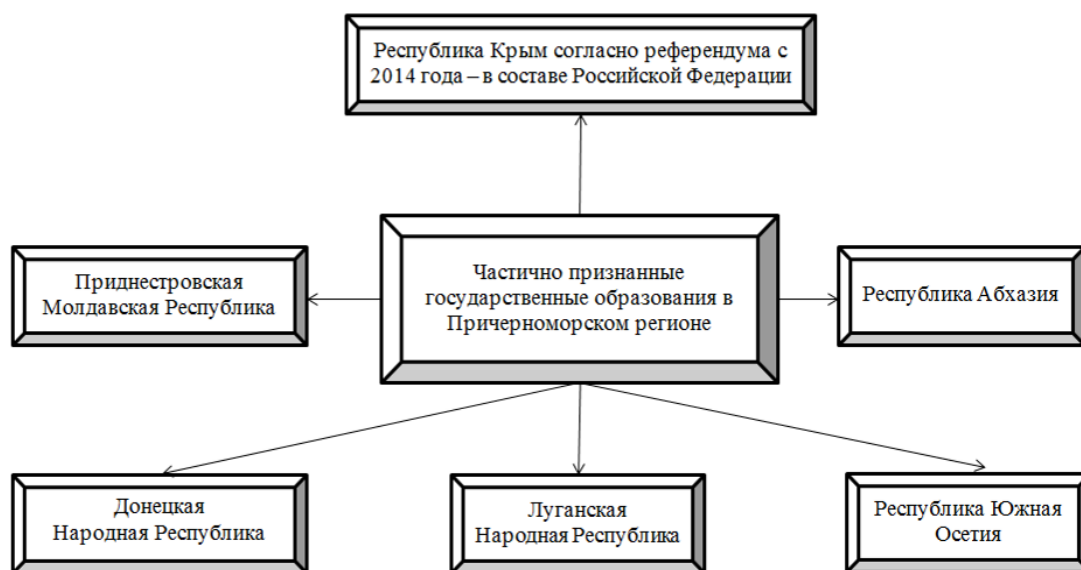 Республика Крым согласно референдума с
2014 года – в составе Российской Федерации
Приднестровская
Молдавская Республика
Частично признанные
государственные образования в
Причерноморском регионе
Республика Абхазия
Донецкая
Народная Республика
Луганская
Народная Республика
Республика Южная
Осетия